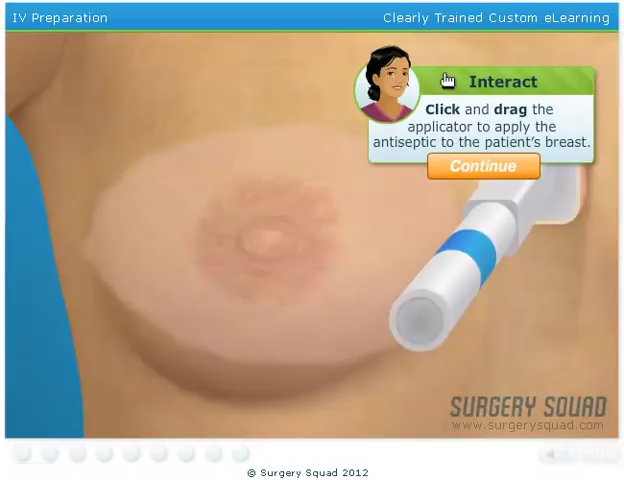 IV Preparation
Clearly Trained Custom eLearning
Interact
Click and drag the
applicator to apply the
antiseptic to the patient's breast.
Continue
SURGERY SQUAD
www.surgerysquad.com
© Surgery Squad 2012